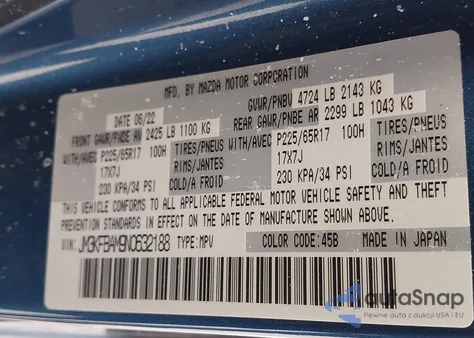 MFD. BY MAZDA MOTOR CORPORATION
DATE 06/22
GVWR/PNBV 4724 LB 2143 KG
FRONT GAWR/PNBE AV 2425 LB 1100 KG
REAR GAWR/PNBE AR 2299 LB 1043 KG
WITH/AVEC P225/65R17 100H TIRES/PNEUS
17X7J RIMS/JANTES
230 KPA/34 PSI COLD/A FROID
WITH/AVEC P225/65R17 100H TIRES/PNEUS
17X7J RIMS/JANTES
230 KPA/34 PSI COLD/A FROID
THIS VEHICLE CONFORMS TO ALL APPLICABLE FEDERAL MOTOR VEHICLE SAFETY AND THEFT
PREVENTION STANDARDS IN EFFECT ON THE DATE OF MANUFACTURE SHOWN ABOVE.
VIN: JM3KFBAM9N0632188 TYPE: MPV COLOR CODE: 45B MADE IN JAPAN
autaSnap
Pewne auta z aukcji USA i EU